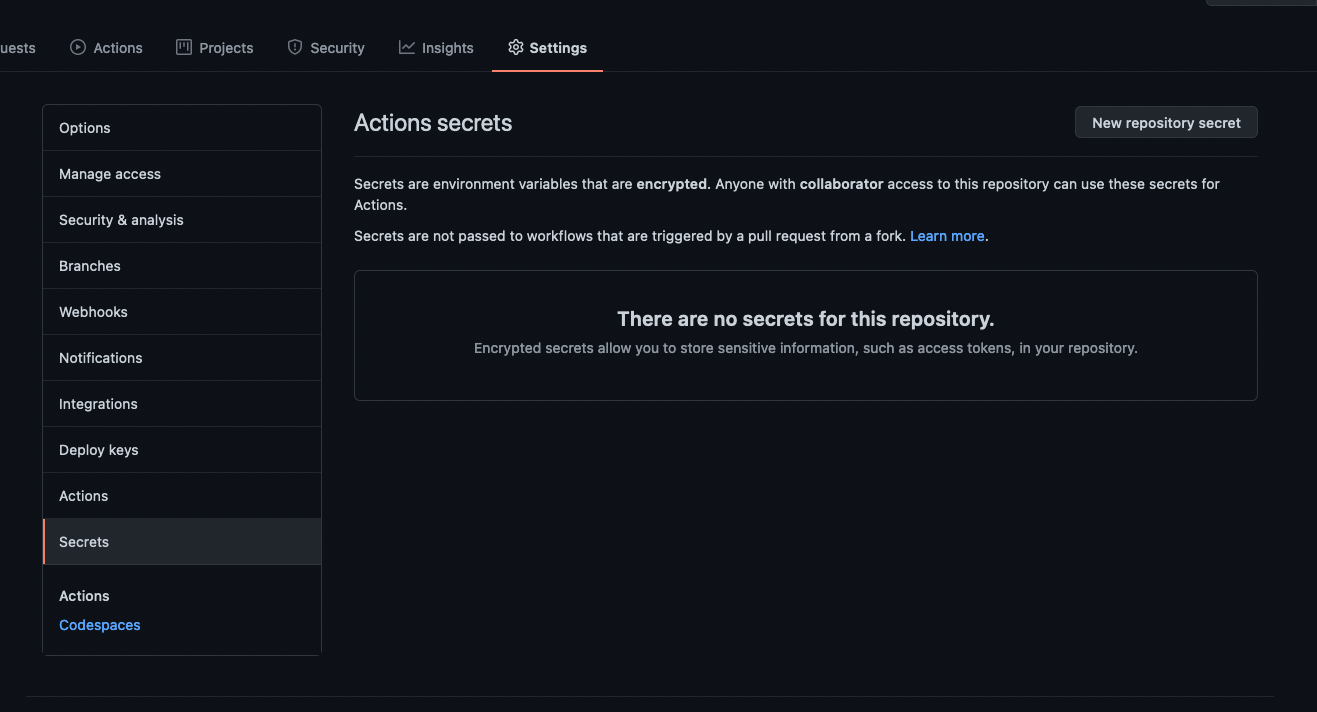 uests Actions Projects Security Insights Settings
Options
Manage access
Security & analysis
Branches
Webhooks
Notifications
Integrations
Deploy keys
Actions
Secrets
Actions
Codespaces
Actions secrets
New repository secret
Secrets are environment variables that are encrypted. Anyone with collaborator access to this repository can use these secrets for
Actions.
Secrets are not passed to workflows that are triggered by a pull request from a fork. Learn more.
There are no secrets for this repository.
Encrypted secrets allow you to store sensitive information, such as access tokens, in your repository.